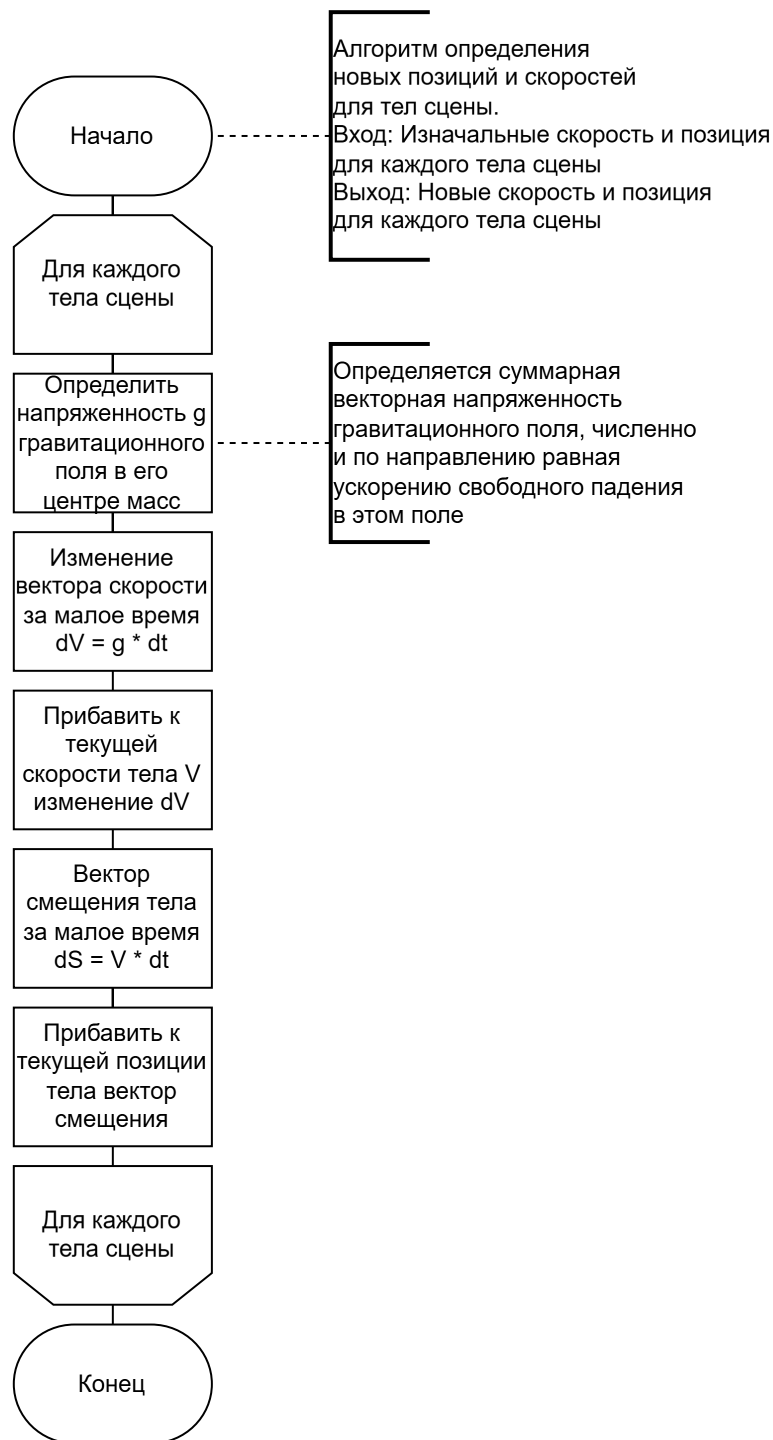 Начало
Алгоритм определения
новых позиций и скоростей
для тел сцены.
Вход: Изначальные скорость и позиция
для каждого тела сцены
Выход: Новые скорость и позиция
для каждого тела сцены
Для каждого
тела сцены
Определить
напряженность g
гравитационного
поля в его
центре масс
Определяется суммарная
векторная напряженность
гравитационного поля, численно
и по направлению равная
ускорению свободного падения
в этом поле
Изменение
вектора скорости
за малое время
dV = g * dt
Прибавить к
текущей
скорости тела V
изменение dV
Вектор
смещения тела
за малое время
dS = V * dt
Прибавить к
текущей позиции
тела вектор
смещения
Для каждого
тела сцены
Конец